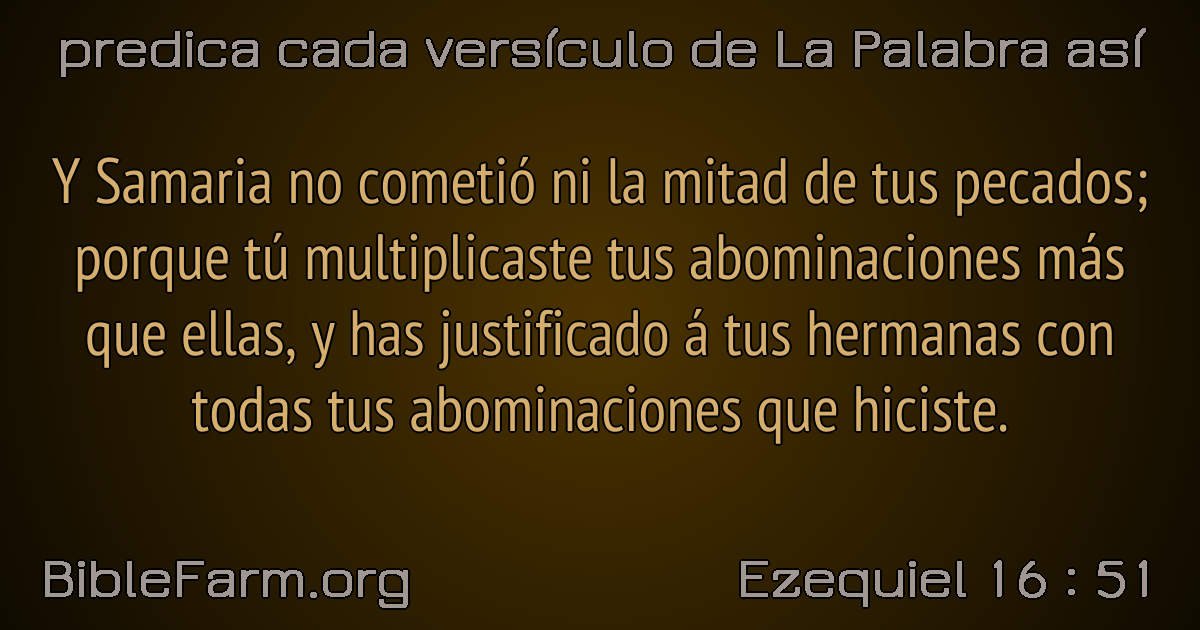 predica cada versículo de La Palabra así
Y Samaria no cometió ni la mitad de tus pecados;
porque tú multiplicaste tus abominaciones más
que ellas, y has justificado á tus hermanas con
todas tus abominaciones que hiciste.
BibleFarm.org
Ezequiel 16 : 51